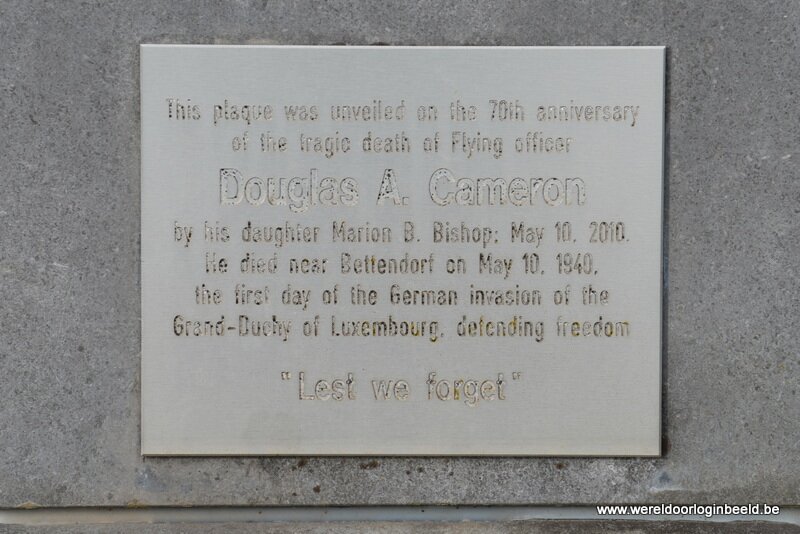 This plaque was unveiled on the 70th anniversary
of the tragic death of Flying officer
Douglas A. Cameron
by his daughter Marion B. Bishop; May 10, 2010.
He died near Bettendorf on May 10, 1940,
the first day of the German invasion of the
Grand-Duchy of Luxembourg, defending freedom
"Lest we forget"
www.wereldoorloginbeeld.be